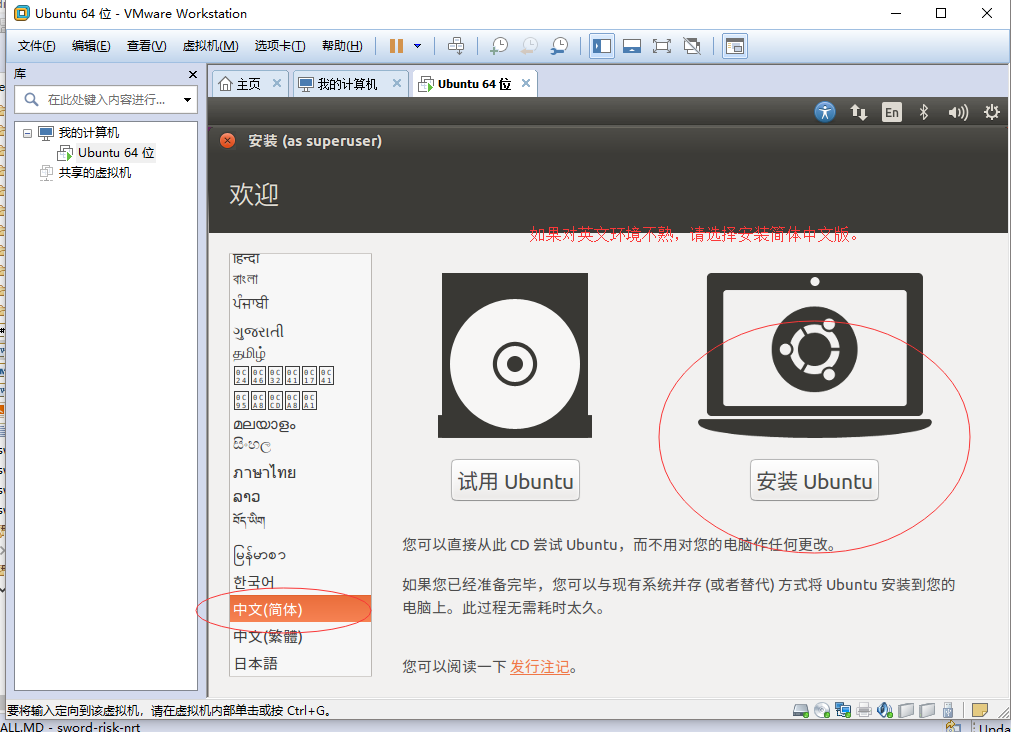 Ubuntu 64 位 - VMware Workstation
文件(F) 编辑(E) 查看(V) 虚拟机(M) 选项卡(T) 帮助(H)
库
在此处键入内容进行...
我的计算机
Ubuntu 64 位
共享的虚拟机
主页 我的计算机 Ubuntu 64 位
En
安装 (as superuser)
欢迎
如果对英文环境不熟，请选择安装简体中文版。
हिन्दी
বাংলা
ਪੰਜਾਬੀ
ગુજરાતી
தமிழ்
മലയാളം
සිංහල
ภาษาไทย
ລາວ
བོད་ཡིག
မြန်မာစာ
한국어
中文(简体)
中文(繁體)
日本語
试用 Ubuntu
安装 Ubuntu
您可以直接从此 CD 尝试 Ubuntu，而不用对您的电脑作任何更改。
如果您已经准备完毕，您可以与现有系统并存 (或者替代) 方式将 Ubuntu 安装到您的
电脑上。此过程无需耗时太久。
您可以阅读一下 发行注记。
要将输入定向到该虚拟机，请在虚拟机内部单击或按 Ctrl+G。
ALL.MD - sword-risk-nrt